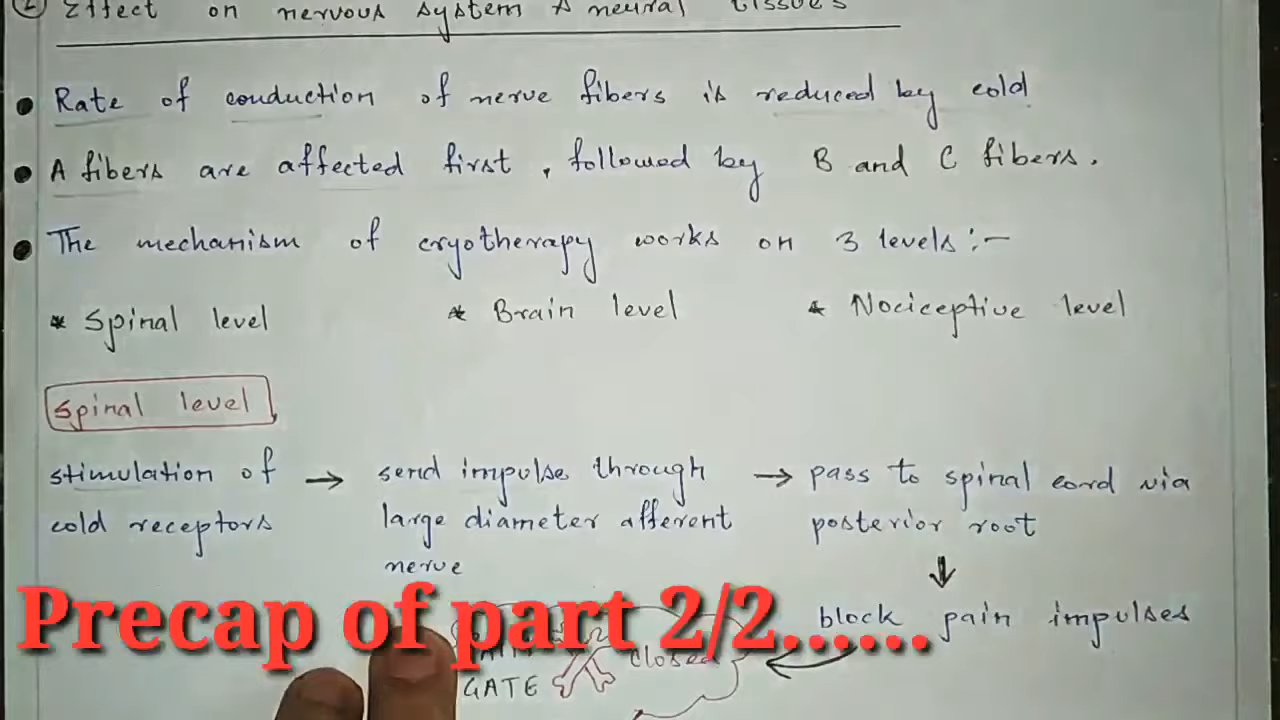 ② Effect on nervous system & neural tissues
• Rate of conduction of nerve fibers is reduced by cold
• A fibers are affected first, followed by B and C fibers.
• The mechanism of cryotherapy works on 3 levels :-
* Spinal level * Brain level * Nociceptive level
Spinal level
stimulation of → send impulse through → pass to spinal cord via
cold receptors large diameter afferent posterior root
nerve ↓
block pain impulses
Precap of part 2/2......
Closed ←
GATE